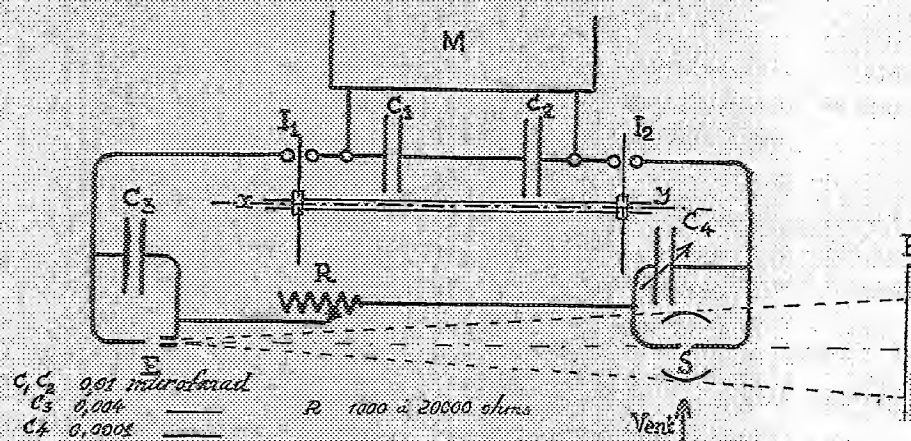 M
C₁
C₂
I₁
I₂
x
y
C₃
C₄
E
R
E
S
C₁ C₂ 0,01 microfarad
C₃ 0,004 ——
C₄ 0,0001 ——
R 1000 à 20000 ohms
Vent